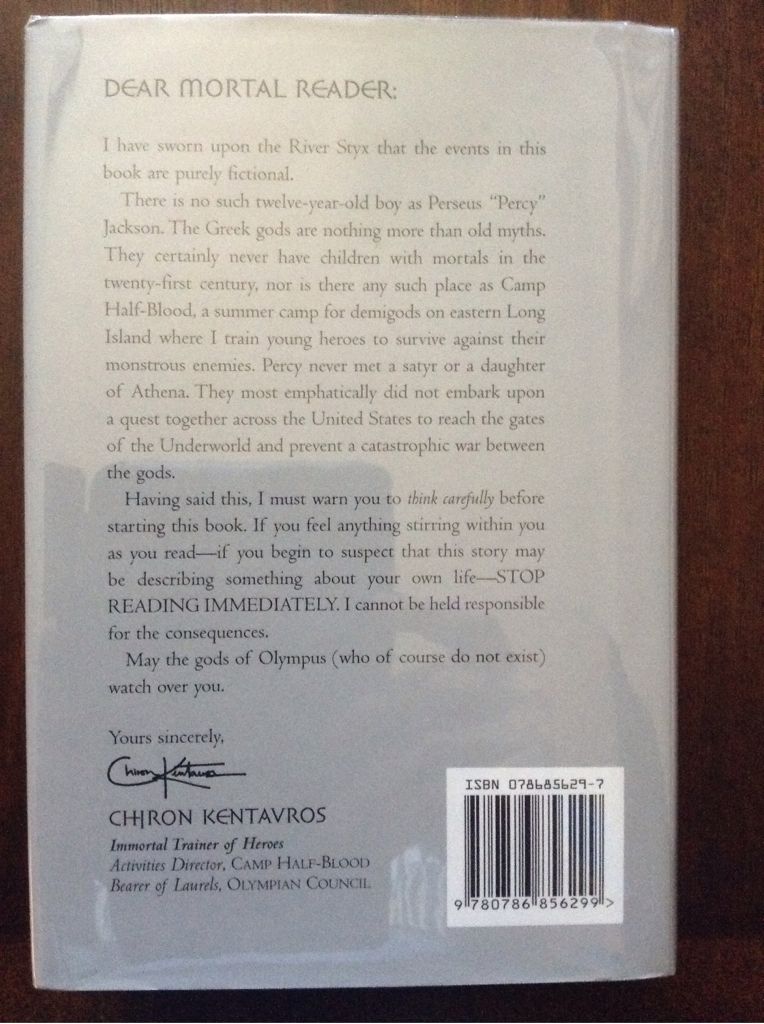 DEAR MORTAL READER:
I have sworn upon the River Styx that the events in this
book are purely fictional.
There is no such twelve-year-old boy as Perseus “Percy”
Jackson. The Greek gods are nothing more than old myths.
They certainly never have children with mortals in the
twenty-first century, nor is there any such place as Camp
Half-Blood, a summer camp for demigods on eastern Long
Island where I train young heroes to survive against their
monstrous enemies. Percy never met a satyr or a daughter
of Athena. They most emphatically did not embark upon
a quest together across the United States to reach the gates
of the Underworld and prevent a catastrophic war between
the gods.
Having said this, I must warn you to think carefully before
starting this book. If you feel anything stirring within you
as you read—if you begin to suspect that this story may
be describing something about your own life—STOP
READING IMMEDIATELY. I cannot be held responsible
for the consequences.
May the gods of Olympus (who of course do not exist)
watch over you.
Yours sincerely,
Chiron Kentauros
CHIRON KENTAVROS
Immortal Trainer of Heroes
Activities Director, CAMP HALF-BLOOD
Bearer of Laurels, OLYMPIAN COUNCIL
ISBN 078685629-7
9 780786 856299 >